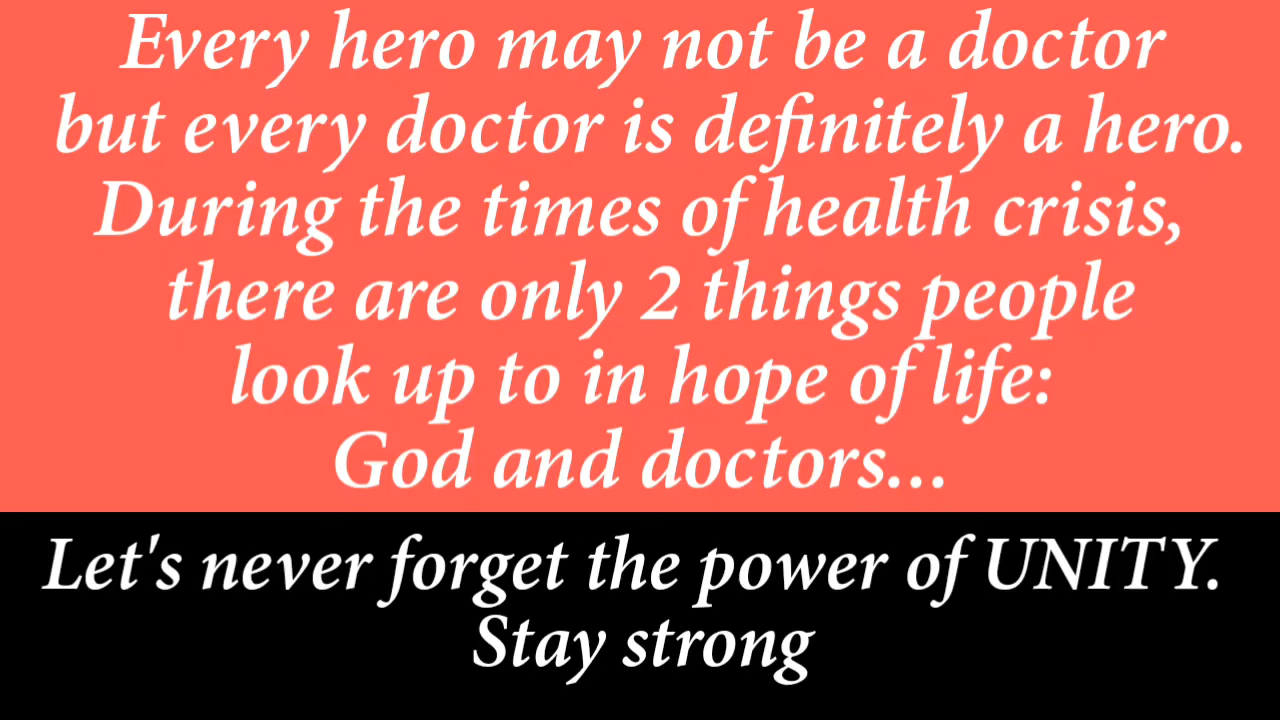 Every hero may not be a doctor
but every doctor is definitely a hero.
During the times of health crisis,
there are only 2 things people
look up to in hope of life:
God and doctors...
Let's never forget the power of UNITY.
Stay strong